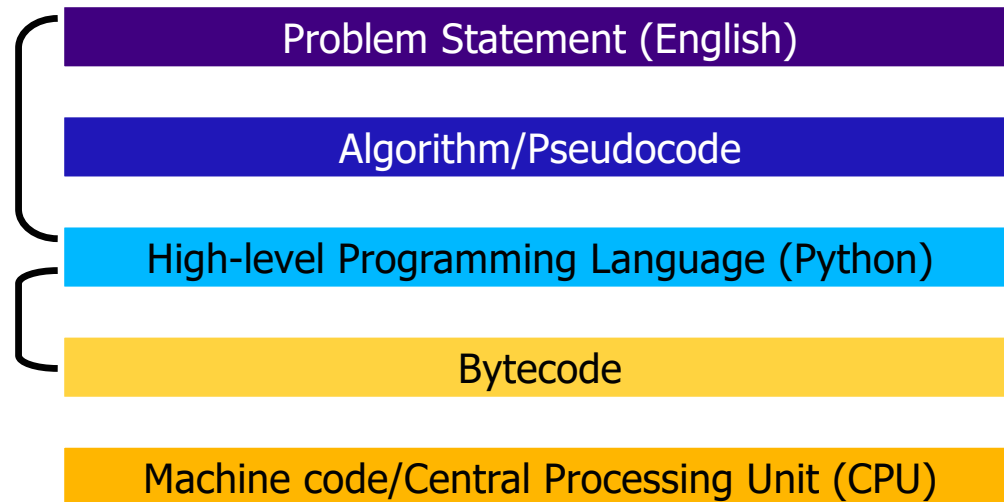 Problem Statement (English)
Algorithm/Pseudocode
High-level Programming Language (Python)
Bytecode
Machine code/Central Processing Unit (CPU)